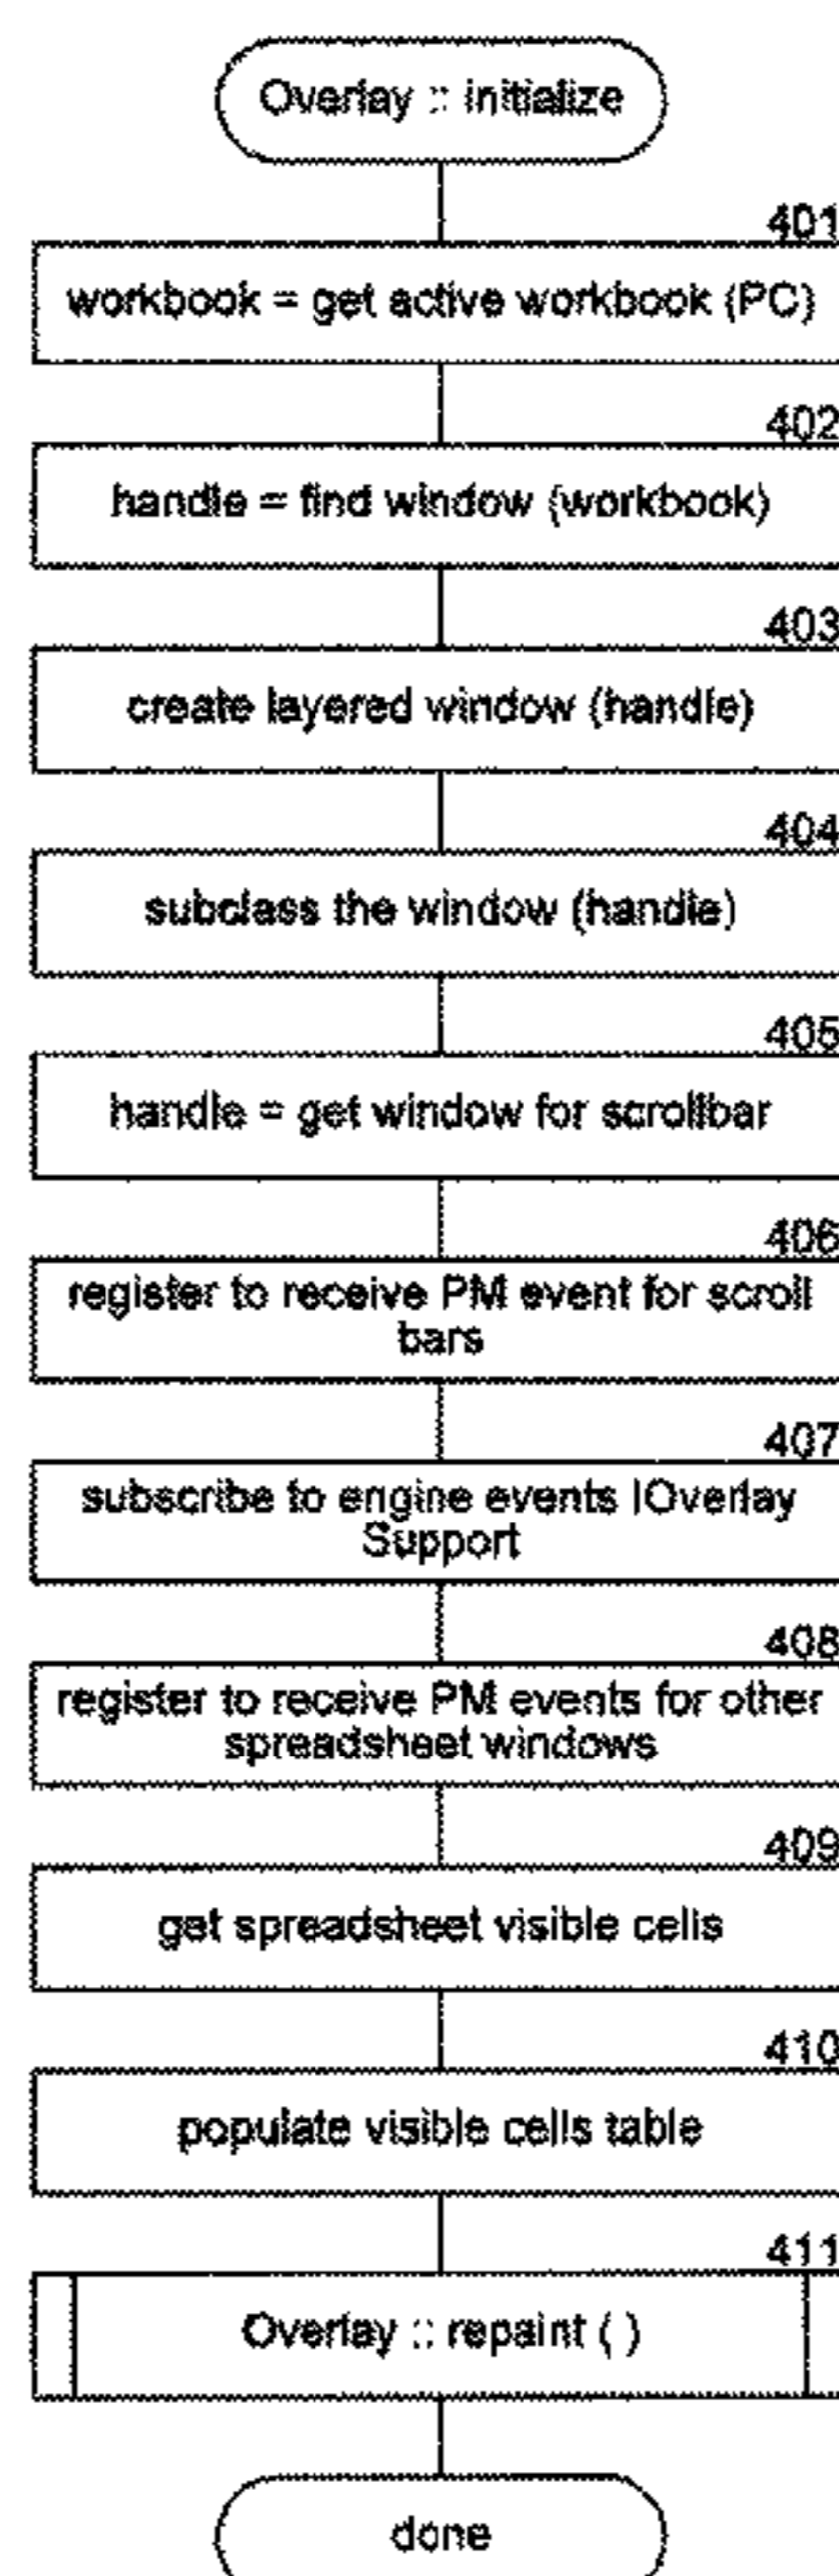 Overlay :: initialize
401
workbook = get active workbook (PC)
402
handle = find window (workbook)
403
create layered window (handle)
404
subclass the window (handle)
405
handle = get window for scrollbar
406
register to receive PM event for scroll
bars
407
subscribe to engine events IOverlay
Support
408
register to receive PM events for other
spreadsheet windows
409
get spreadsheet visible cells
410
populate visible cells table
411
Overlay :: repaint ( )
done